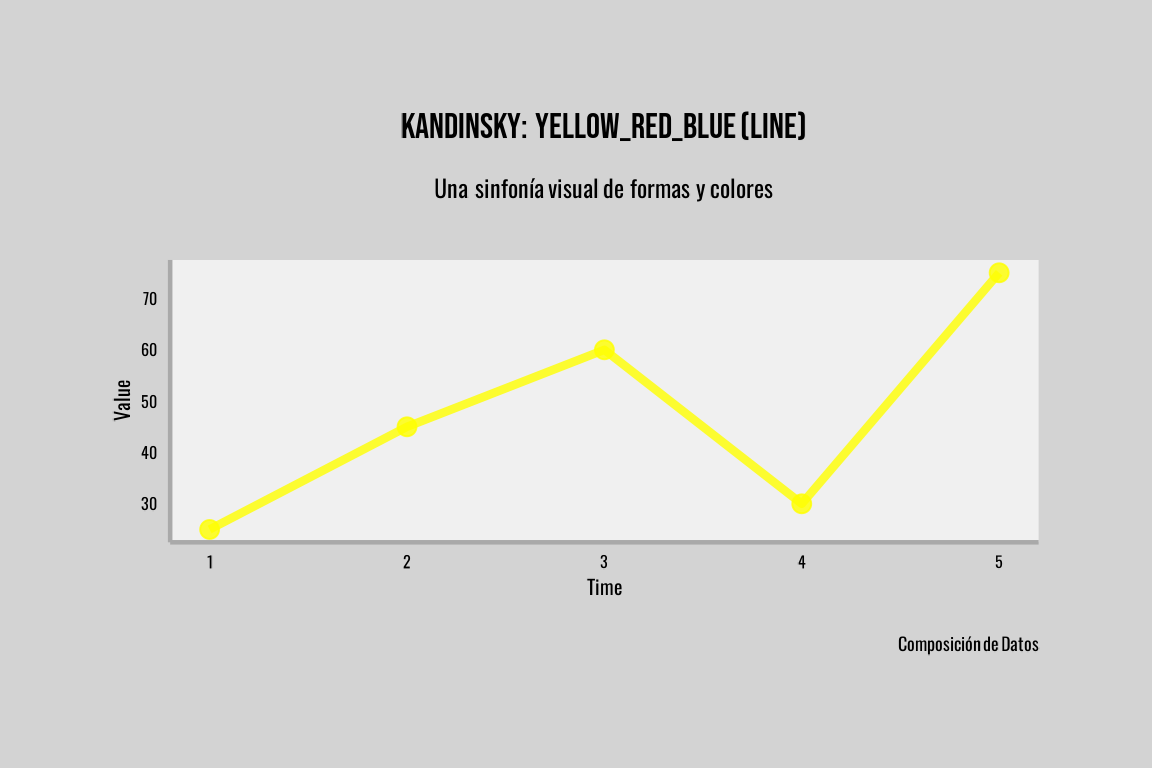 KANDINSKY: YELLOW_RED_BLUE (LINE)
Una sinfonía visual de formas y colores
70
60
50
40
30
Value
1 2 3 4 5
Time
Composición de Datos